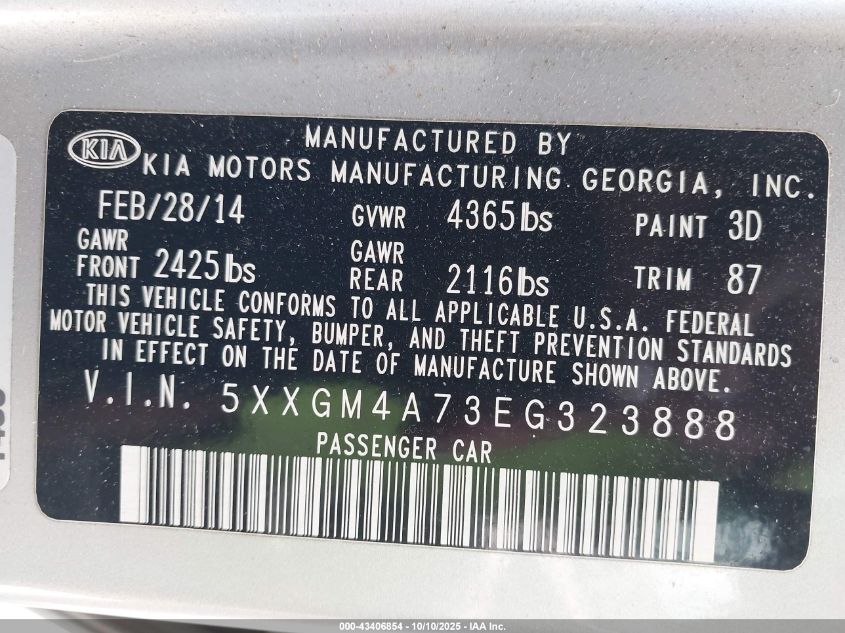 MANUFACTURED BY
KIA KIA MOTORS MANUFACTURING GEORGIA, INC.
FEB/28/14 GVWR 4365lbs PAINT 3D
GAWR FRONT 2425lbs GAWR REAR 2116lbs TRIM 87
THIS VEHICLE CONFORMS TO ALL APPLICABLE U.S.A. FEDERAL
MOTOR VEHICLE SAFETY, BUMPER, AND THEFT PREVENTION STANDARDS
IN EFFECT ON THE DATE OF MANUFACTURE SHOWN ABOVE.
V.I.N. 5XXGM4A73EG323888
PASSENGER CAR
000-43406854 - 10/10/2025 - IAA Inc.